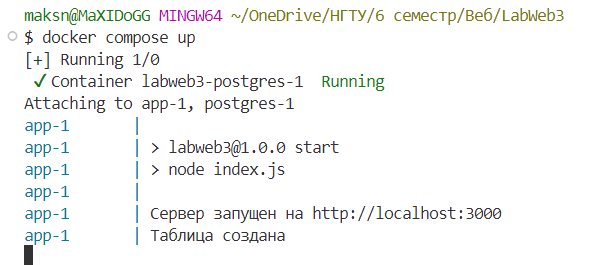 maksn@MaXIDoGG MINGW64 ~/OneDrive/НГТУ/6 семестр/Веб/LabWeb3
$ docker compose up
[+] Running 1/0
✔ Container labweb3-postgres-1  Running
Attaching to app-1, postgres-1
app-1       |
app-1       | > labweb3@1.0.0 start
app-1       | > node index.js
app-1       |
app-1       | Сервер запущен на http://localhost:3000
app-1       | Таблица создана